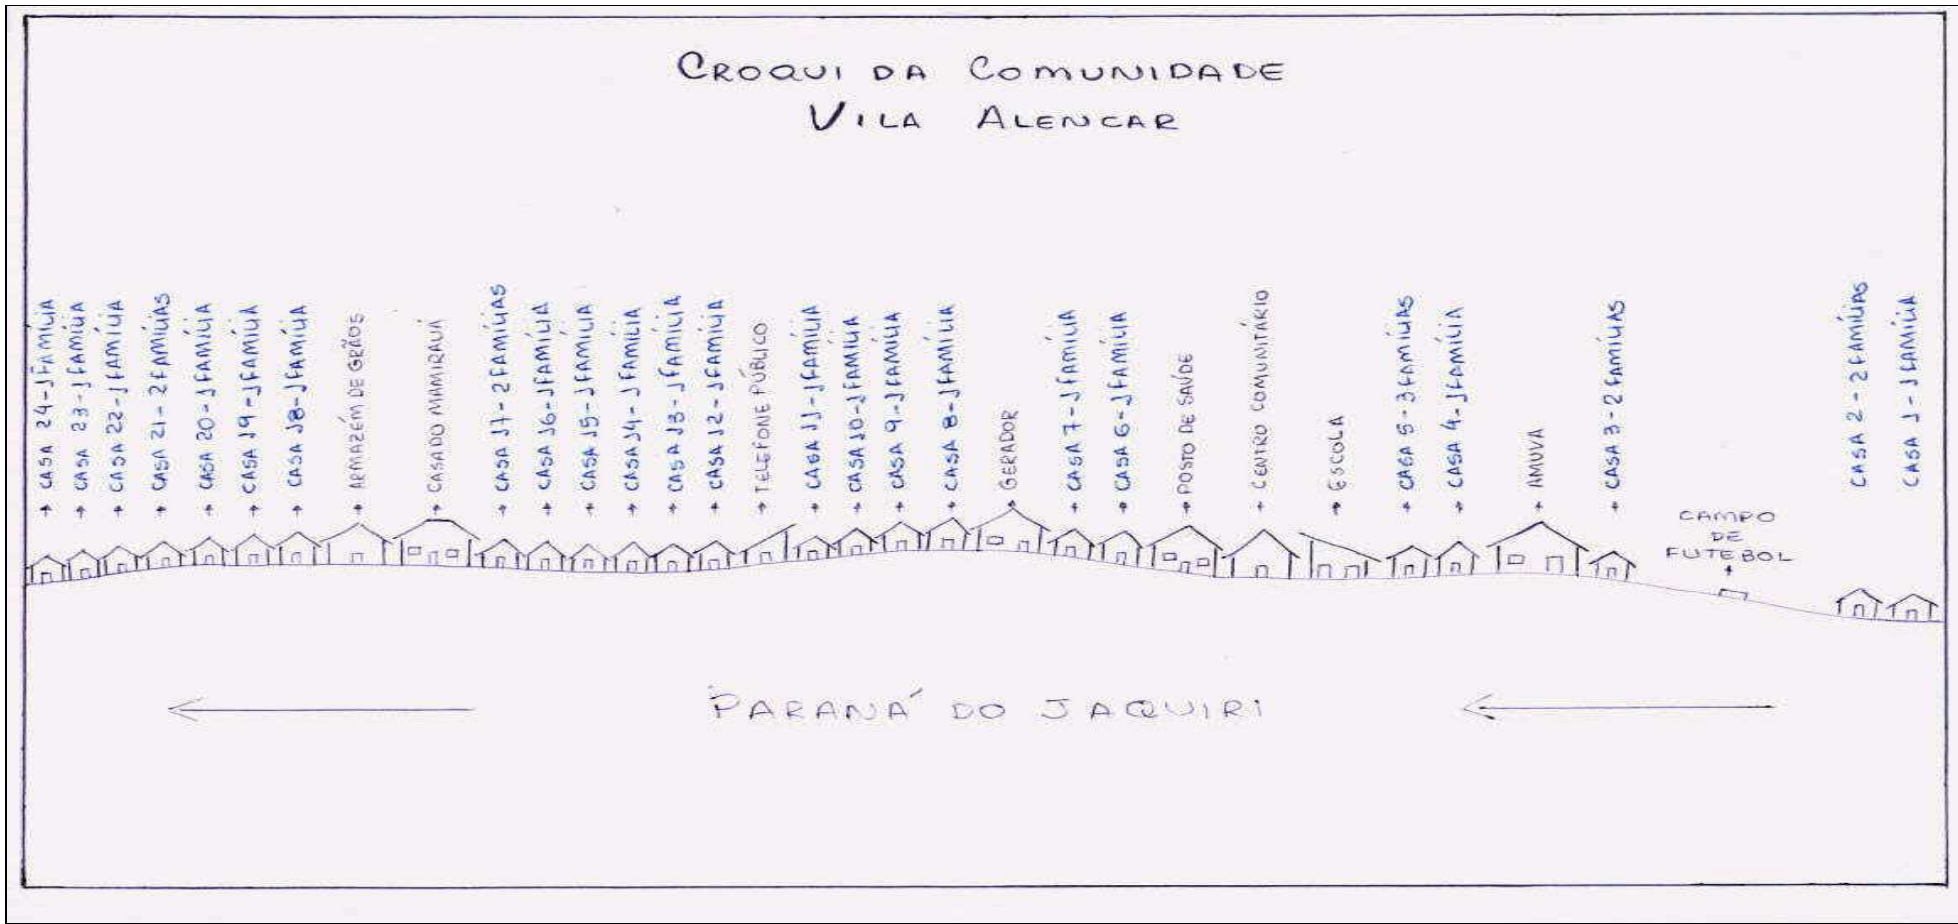 CROQUI DA COMUNIDADE
VILA ALENCAR
CASA 24-1 FAMÍLIA
CASA 23-1 FAMÍLIA
CASA 22-1 FAMÍLIA
CASA 21-2 FAMÍLIAS
CASA 20-1 FAMÍLIA
CASA 19-1 FAMÍLIA
CASA 18-1 FAMÍLIA
ARMAZÉM DE GRÃOS
CASA DO MAMIRAUÁ
CASA 17-2 FAMÍLIAS
CASA 16-1 FAMÍLIA
CASA 15-1 FAMÍLIA
CASA 14-1 FAMÍLIA
CASA 13-1 FAMÍLIA
CASA 12-1 FAMÍLIA
TELEFONE PÚBLICO
CASA 11-1 FAMÍLIA
CASA 10-1 FAMÍLIA
CASA 9-1 FAMÍLIA
CASA 8-1 FAMÍLIA
GERADOR
CASA 7-1 FAMÍLIA
CASA 6-1 FAMÍLIA
POSTO DE SAÚDE
CENTRO COMUNITÁRIO
ESCOLA
CASA 5-3 FAMÍLIAS
CASA 4-1 FAMÍLIA
AMUVA
CASA 3-2 FAMÍLIAS
CAMPO
DE
FUTEBOL
CASA 2-2 FAMÍLIAS
CASA 1-1 FAMÍLIA
PARANÁ DO JAQUIRI